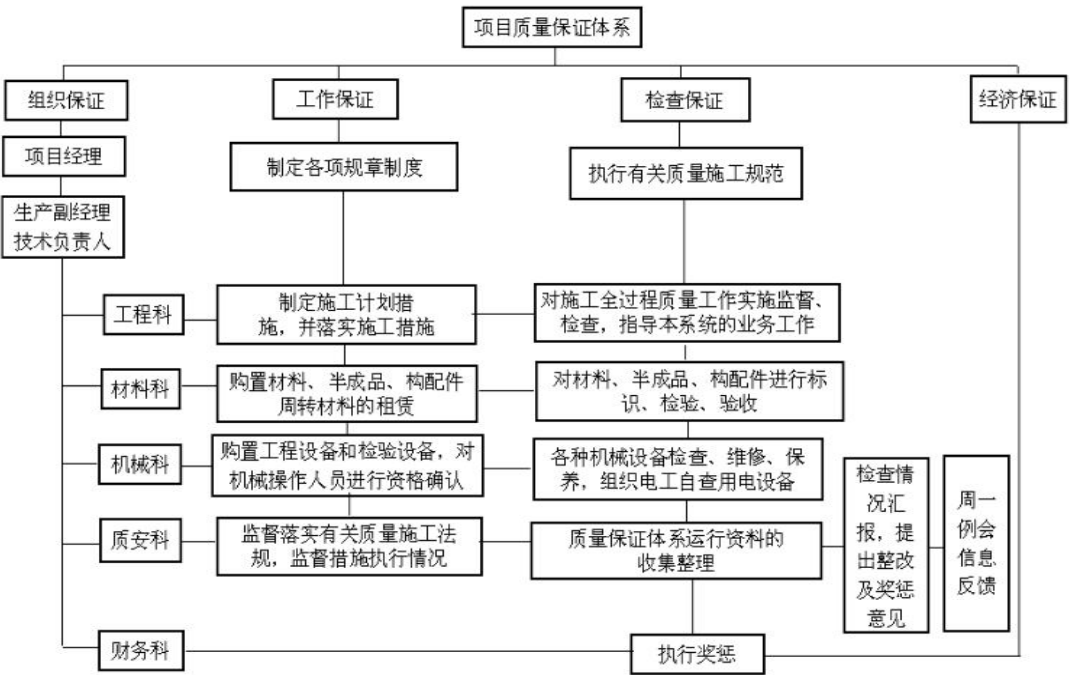 项目质量保证体系
组织保证
工作保证
检查保证
经济保证
项目经理
制定各项规章制度
执行有关质量施工规范
生产副经理
技术负责人
工程科
制定施工计划措
施，并落实施工措施
对施工全过程质量工作实施监督、
检查，指导本系统的业务工作
材料科
购置材料、半成品、构配件
周转材料的租赁
对材料、半成品、构配件进行标
识、检验、验收
机械科
购置工程设备和检验设备，对
机械操作人员进行资格确认
各种机械设备检查、维修、保
养，组织电工自查用电设备
质安科
监督落实有关质量施工法
规，监督措施执行情况
质量保证体系运行资料的
收集整理
检查情
况汇
报，提
出整改
及奖惩
意见
周一
例会
信息
反馈
财务科
执行奖惩